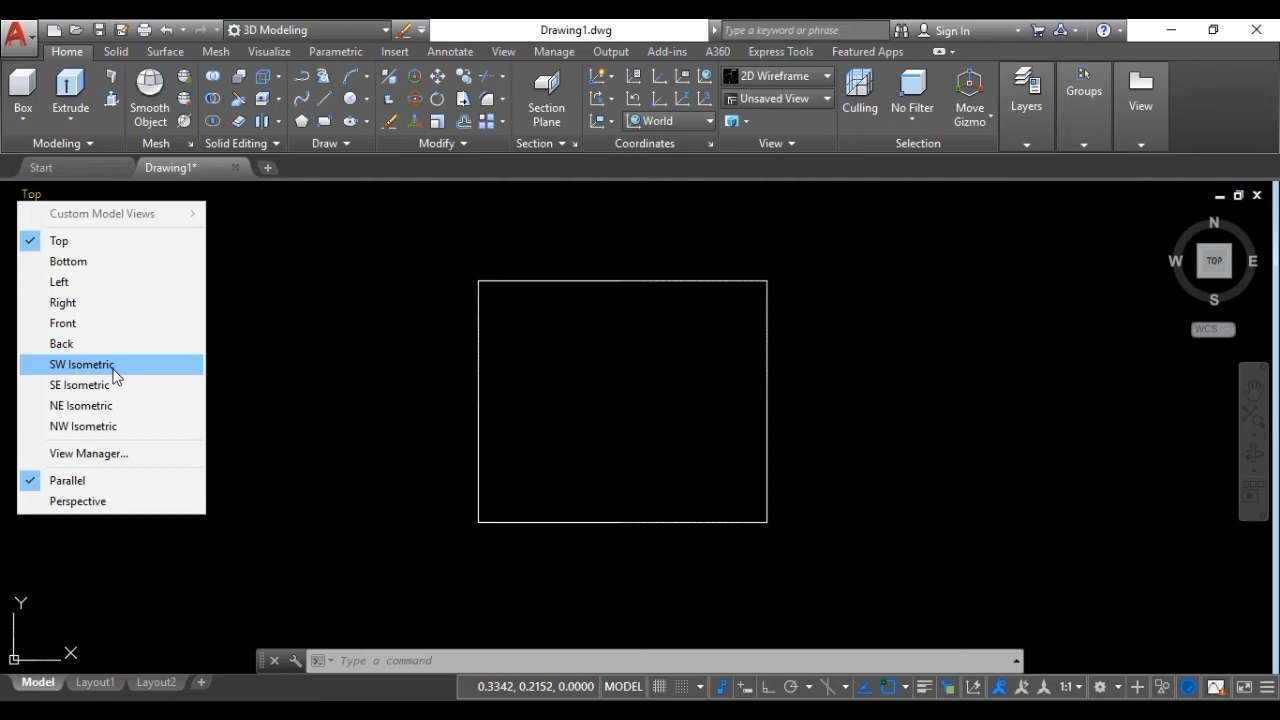 3D Modeling
Drawing1.dwg
Type a keyword or phrase
Sign In
Home Solid Surface Mesh Visualize Parametric Insert Annotate View Manage Output Add-ins A360 Express Tools Featured Apps
2D Wireframe
Unsaved View
World
Box Extrude Smooth Object Section Plane Culling No Filter Move Gizmo Layers Groups View
Modeling Mesh Solid Editing Draw Modify Section Coordinates View Selection
Start Drawing1*
Top
Custom Model Views
Top
Bottom
Left
Right
Front
Back
SW Isometric
SE Isometric
NE Isometric
NW Isometric
View Manager...
Parallel
Perspective
N
W TOP E
S
WCS
Y
X
Type a command
Model Layout1 Layout2
0.3342, 0.2152, 0.0000 MODEL 1:1